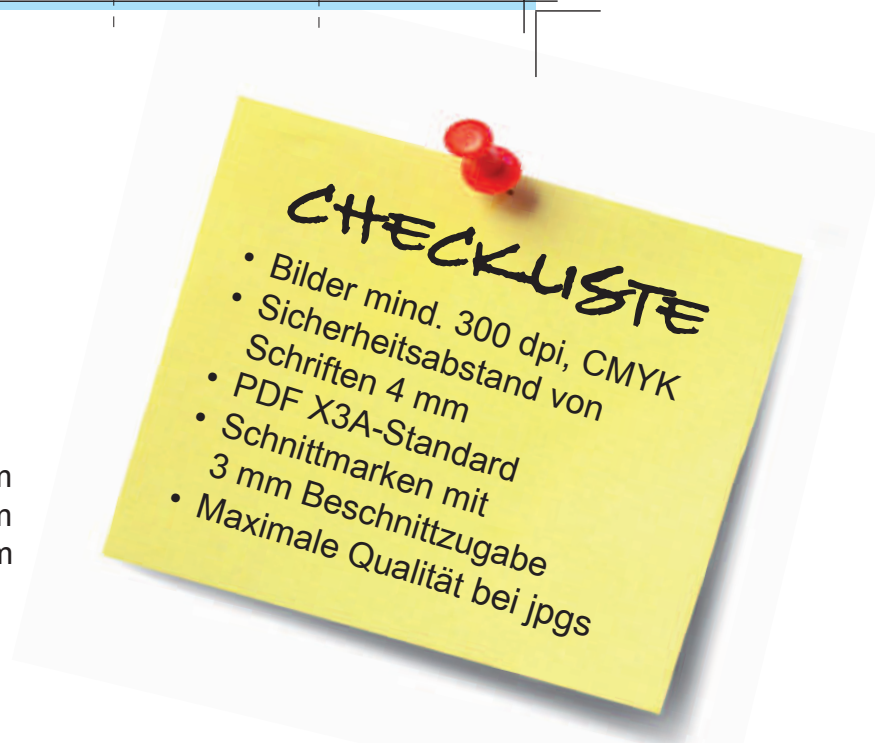 CHECKLISTE
• Bilder mind. 300 dpi, CMYK
• Sicherheitsabstand von
Schriften 4 mm
• PDF X3A-Standard
• Schnittmarken mit
3 mm Beschnittzugabe
• Maximale Qualität bei jpgs